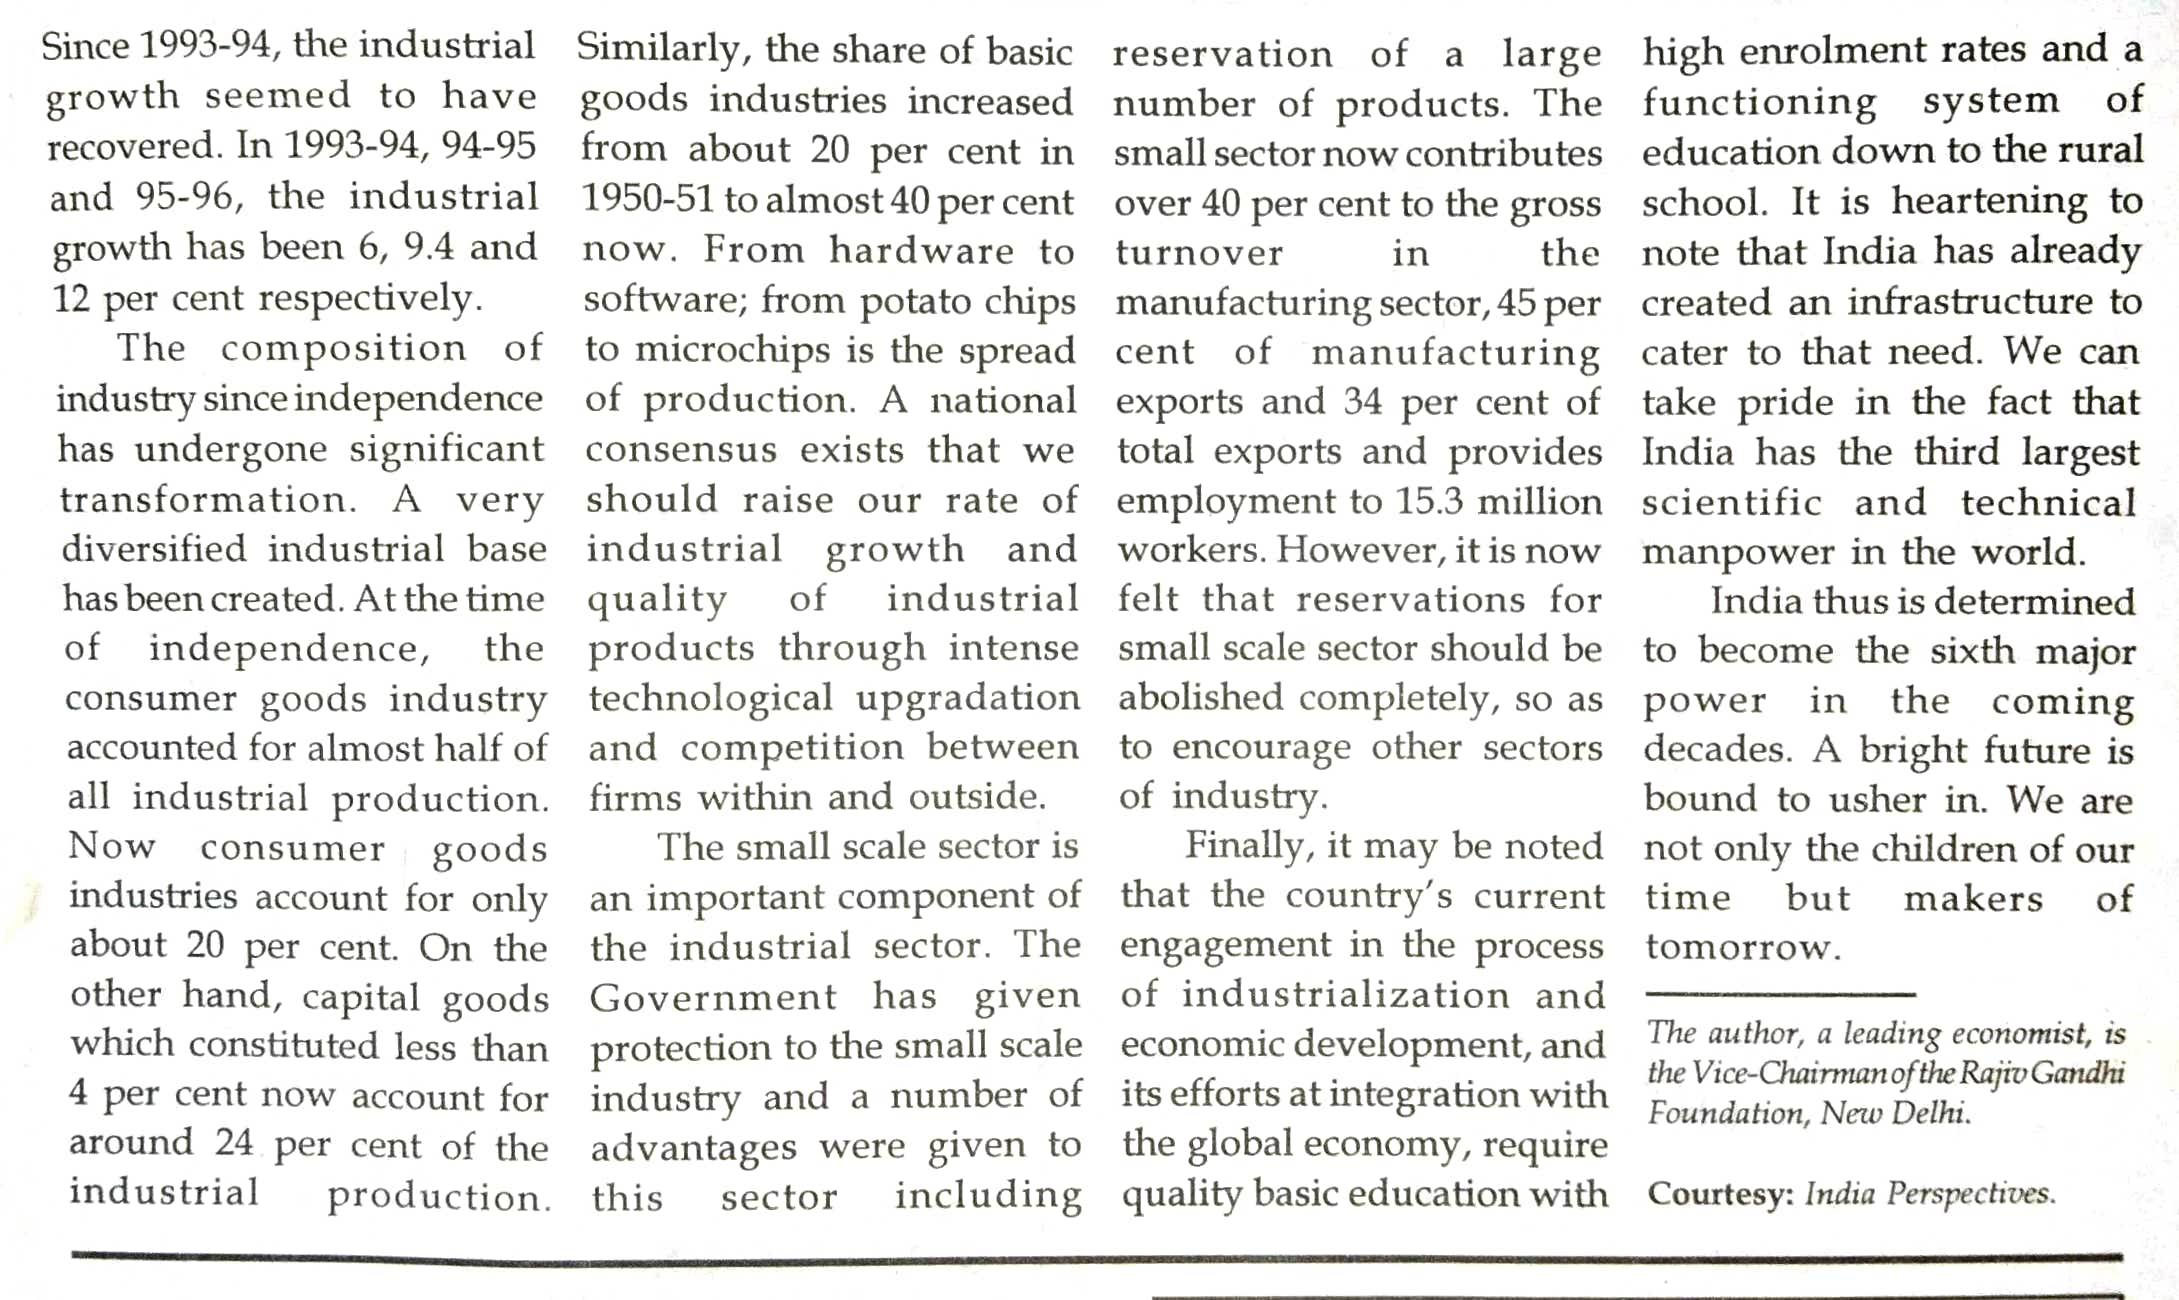 Since 1993-94, the industrial
growth seemed to have
recovered. In 1993-94, 94-95
and 95-96, the industrial
growth has been 6, 9.4 and
12 per cent respectively.
The composition of
industry since independence
has undergone significant
transformation. A very
diversified industrial base
has been created. At the time
of independence, the
consumer goods industry
accounted for almost half of
all industrial production.
Now consumer goods
industries account for only
about 20 per cent. On the
other hand, capital goods
which constituted less than
4 per cent now account for
around 24 per cent of the
industrial production.
Similarly, the share of basic
goods industries increased
from about 20 per cent in
1950-51 to almost 40 per cent
now. From hardware to
software; from potato chips
to microchips is the spread
of production. A national
consensus exists that we
should raise our rate of
industrial growth and
quality of industrial
products through intense
technological upgradation
and competition between
firms within and outside.
The small scale sector is
an important component of
the industrial sector. The
Government has given
protection to the small scale
industry and a number of
advantages were given to
this sector including
reservation of a large
number of products. The
small sector now contributes
over 40 per cent to the gross
turnover in the
manufacturing sector, 45 per
cent of manufacturing
exports and 34 per cent of
total exports and provides
employment to 15.3 million
workers. However, it is now
felt that reservations for
small scale sector should be
abolished completely, so as
to encourage other sectors
of industry.
Finally, it may be noted
that the country's current
engagement in the process
of industrialization and
economic development, and
its efforts at integration with
the global economy, require
quality basic education with
high enrolment rates and a
functioning system of
education down to the rural
school. It is heartening to
note that India has already
created an infrastructure to
cater to that need. We can
take pride in the fact that
India has the third largest
scientific and technical
manpower in the world.
India thus is determined
to become the sixth major
power in the coming
decades. A bright future is
bound to usher in. We are
not only the children of our
time but makers of
tomorrow.
The author, a leading economist, is
the Vice-Chairman of the Rajiv Gandhi
Foundation, New Delhi.
Courtesy: India Perspectives.